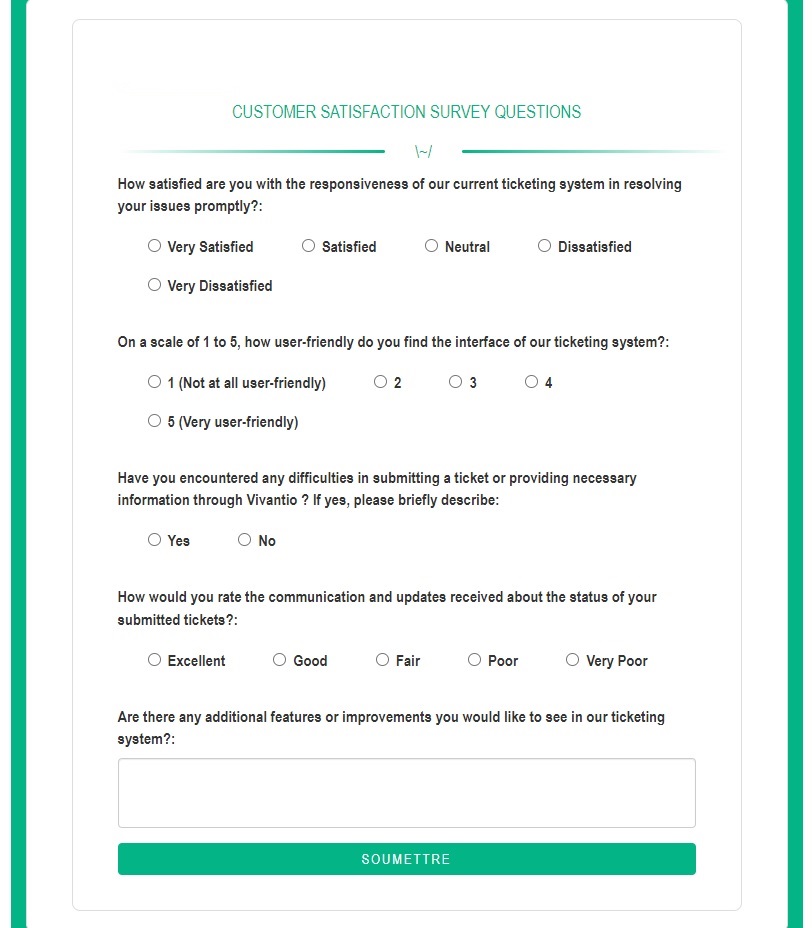 CUSTOMER SATISFACTION SURVEY QUESTIONS
\~/
How satisfied are you with the responsiveness of our current ticketing system in resolving
your issues promptly?:
Very Satisfied Satisfied Neutral Dissatisfied
Very Dissatisfied
On a scale of 1 to 5, how user-friendly do you find the interface of our ticketing system?:
1 (Not at all user-friendly) 2 3 4
5 (Very user-friendly)
Have you encountered any difficulties in submitting a ticket or providing necessary
information through Vivantio ? If yes, please briefly describe:
Yes No
How would you rate the communication and updates received about the status of your
submitted tickets?:
Excellent Good Fair Poor Very Poor
Are there any additional features or improvements you would like to see in our ticketing
system?:
SOUMETTRE